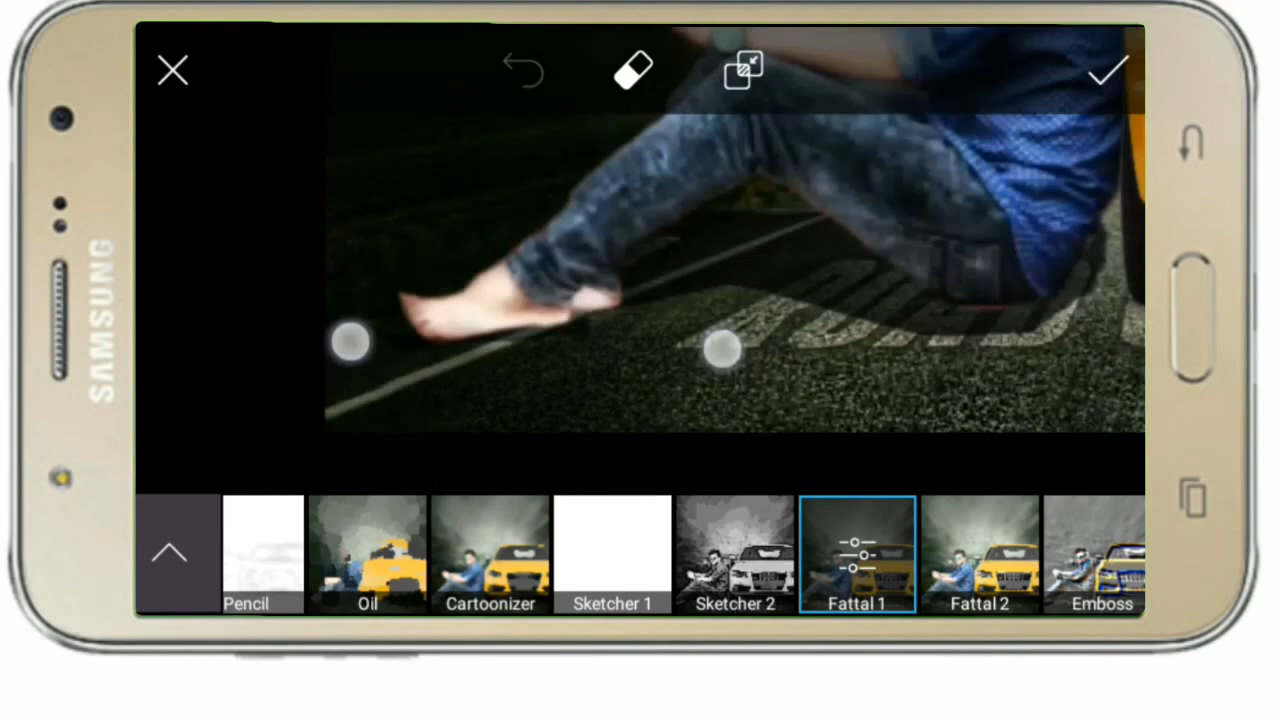 SAMSUNG
Pencil
Oil
Cartoonizer
Sketcher 1
Sketcher 2
Fattal 1
Fattal 2
Emboss